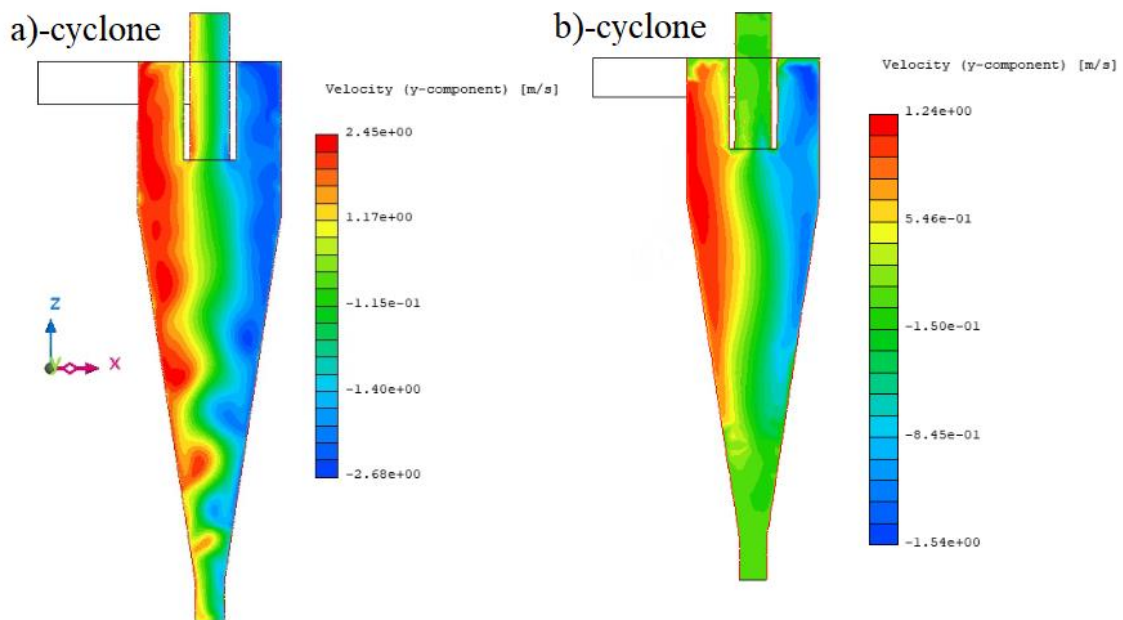 a)-cyclone
Velocity (y-component) [m/s]
2.45e+00
1.17e+00
-1.15e-01
-1.40e+00
-2.68e+00
Z
Y
X
b)-cyclone
Velocity (y-component) [m/s]
1.24e+00
5.46e-01
-1.50e-01
-8.45e-01
-1.54e+00